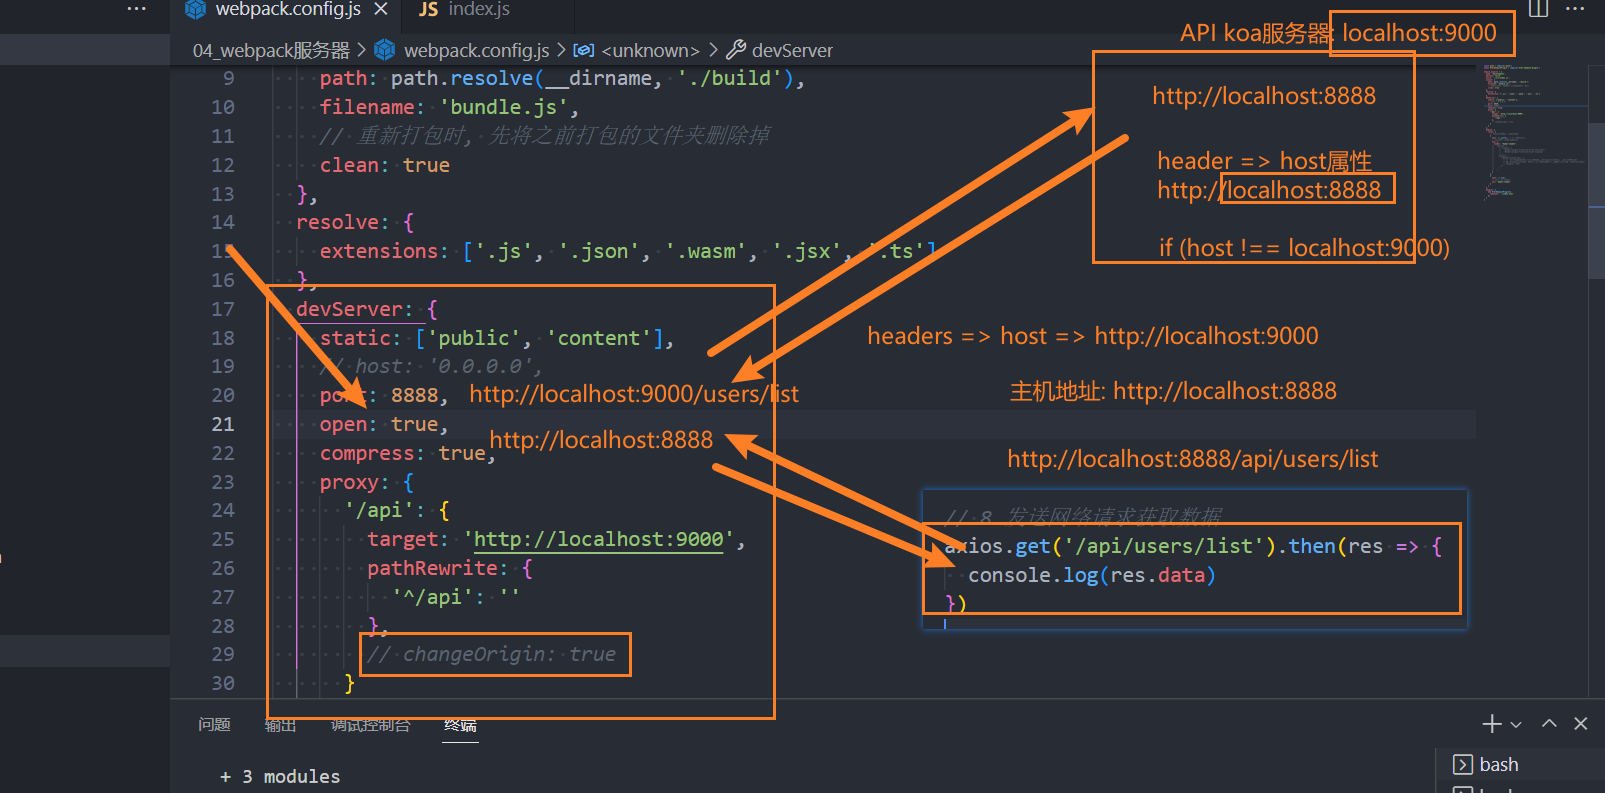 webpack.config.js
JS index.js
API koa服务器: localhost:9000
04_webpack服务器 > webpack.config.js > <unknown> > devServer
9 path: path.resolve(__dirname, './build'),
10 filename: 'bundle.js',
11 // 重新打包时, 先将之前打包的文件夹删除掉
12 clean: true
13 },
14 resolve: {
15 extensions: ['.js', '.json', '.wasm', '.jsx', '.ts']
16 },
17 devServer: {
18 static: ['public', 'content'],
19 // host: '0.0.0.0',
20 port: 8888,
21 open: true,
22 compress: true,
23 proxy: {
24 '/api': {
25 target: 'http://localhost:9000',
26 pathRewrite: {
27 '^/api': ''
28 },
29 // changeOrigin: true
30 }
http://localhost:9000/users/list
http://localhost:8888
http://localhost:8888
header => host属性
http://localhost:8888
if (host !== localhost:9000)
headers => host => http://localhost:9000
主机地址: http://localhost:8888
http://localhost:8888/api/users/list
// 8 发送网络请求获取数据
axios.get('/api/users/list').then(res => {
console.log(res.data)
})
问题 输出 调试控制台 终端
+ 3 modules
bash